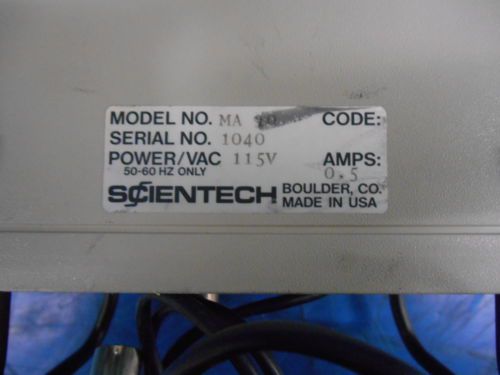 MODEL NO. MA CODE:
SERIAL NO. 1040
POWER/VAC 115V AMPS:
50-60 HZ ONLY 0.5
SCIENTECH BOULDER, CO.
MADE IN USA